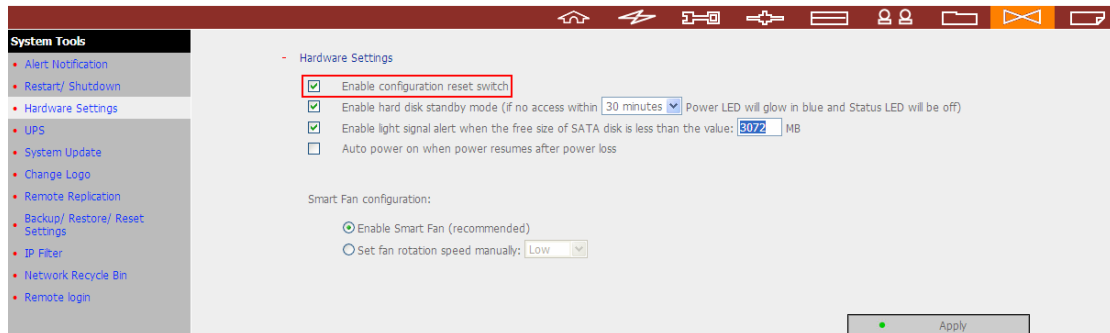 System Tools
Alert Notification
Restart/ Shutdown
Hardware Settings
UPS
System Update
Change Logo
Remote Replication
Backup/ Restore/ Reset
Settings
IP Filter
Network Recycle Bin
Remote login
- Hardware Settings
Enable configuration reset switch
Enable hard disk standby mode (if no access within 30 minutes Power LED will glow in blue and Status LED will be off)
Enable light signal alert when the free size of SATA disk is less than the value: 3072 MB
Auto power on when power resumes after power loss
Smart Fan configuration:
Enable Smart Fan (recommended)
Set fan rotation speed manually: Low
Apply